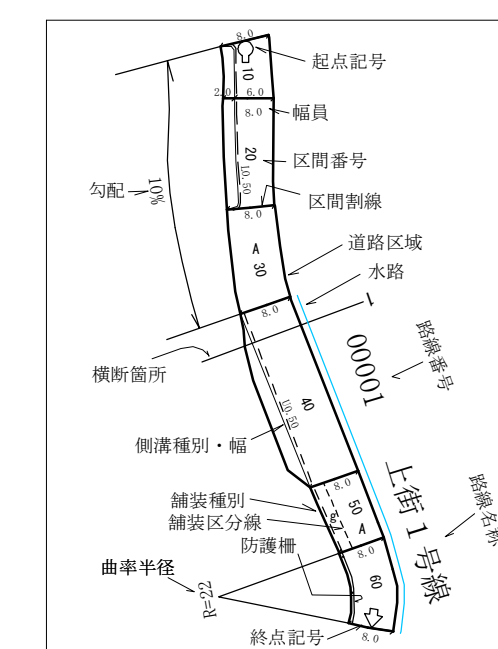 8.0
起点記号
10
2.0 6.0
8.0
幅員
20
区間番号
L0.50
勾配
10%
区間割線
8.0
道路区域
A
30
水路
8.0
1
横断箇所
00001
路線番号
40
U0.50
側溝種別・幅
上街1号線
路線名称
8.0
舗装種別
50
舗装区分線
g
A
防護柵
8.0
曲率半径
60
R=22
終点記号
8.0